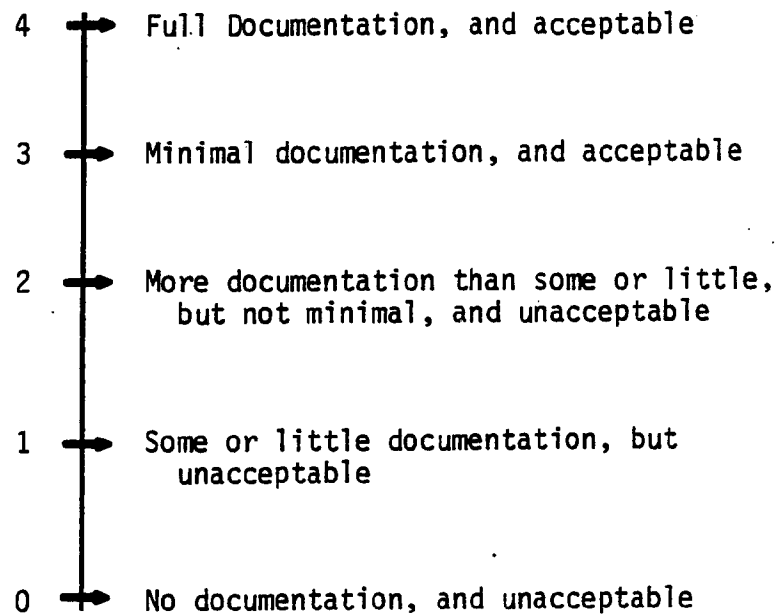 4 Full Documentation, and acceptable
3 Minimal documentation, and acceptable
2 More documentation than some or little,
but not minimal, and unacceptable
1 Some or little documentation, but
unacceptable
0 No documentation, and unacceptable